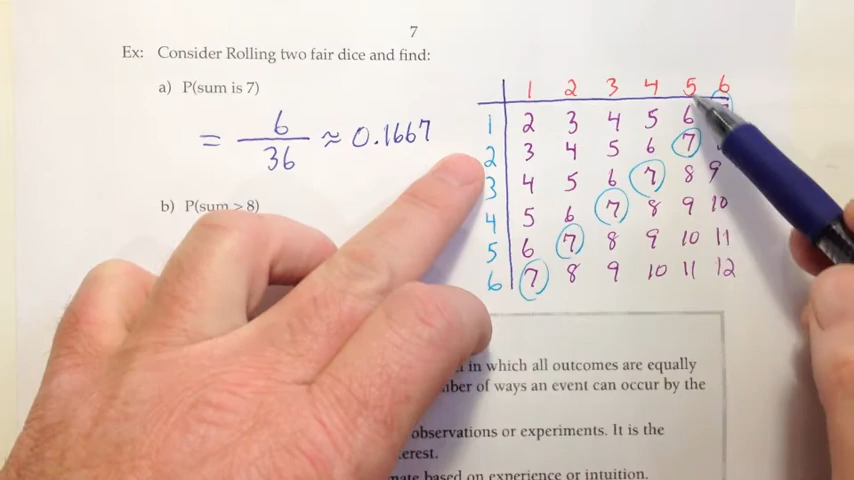 7
Ex: Consider Rolling two fair dice and find:
a) P(sum is 7)
= 6/36 ≈ 0.1667
b) P(sum > 8)
1 2 3 4 5 6
1 2 3 4 5 6
2 3 4 5 6 7
3 4 5 6 7 8 9
4 5 6 7 8 9 10
5 6 7 8 9 10 11
6 7 8 9 10 11 12
in which all outcomes are equally
of ways an event can occur by the
observations or experiments. It is the
based on experience or intuition.